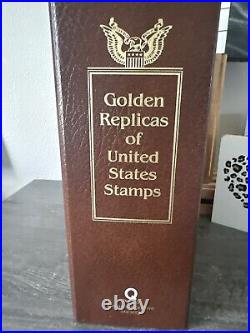 Golden
Replicas
of
United
States
Stamps